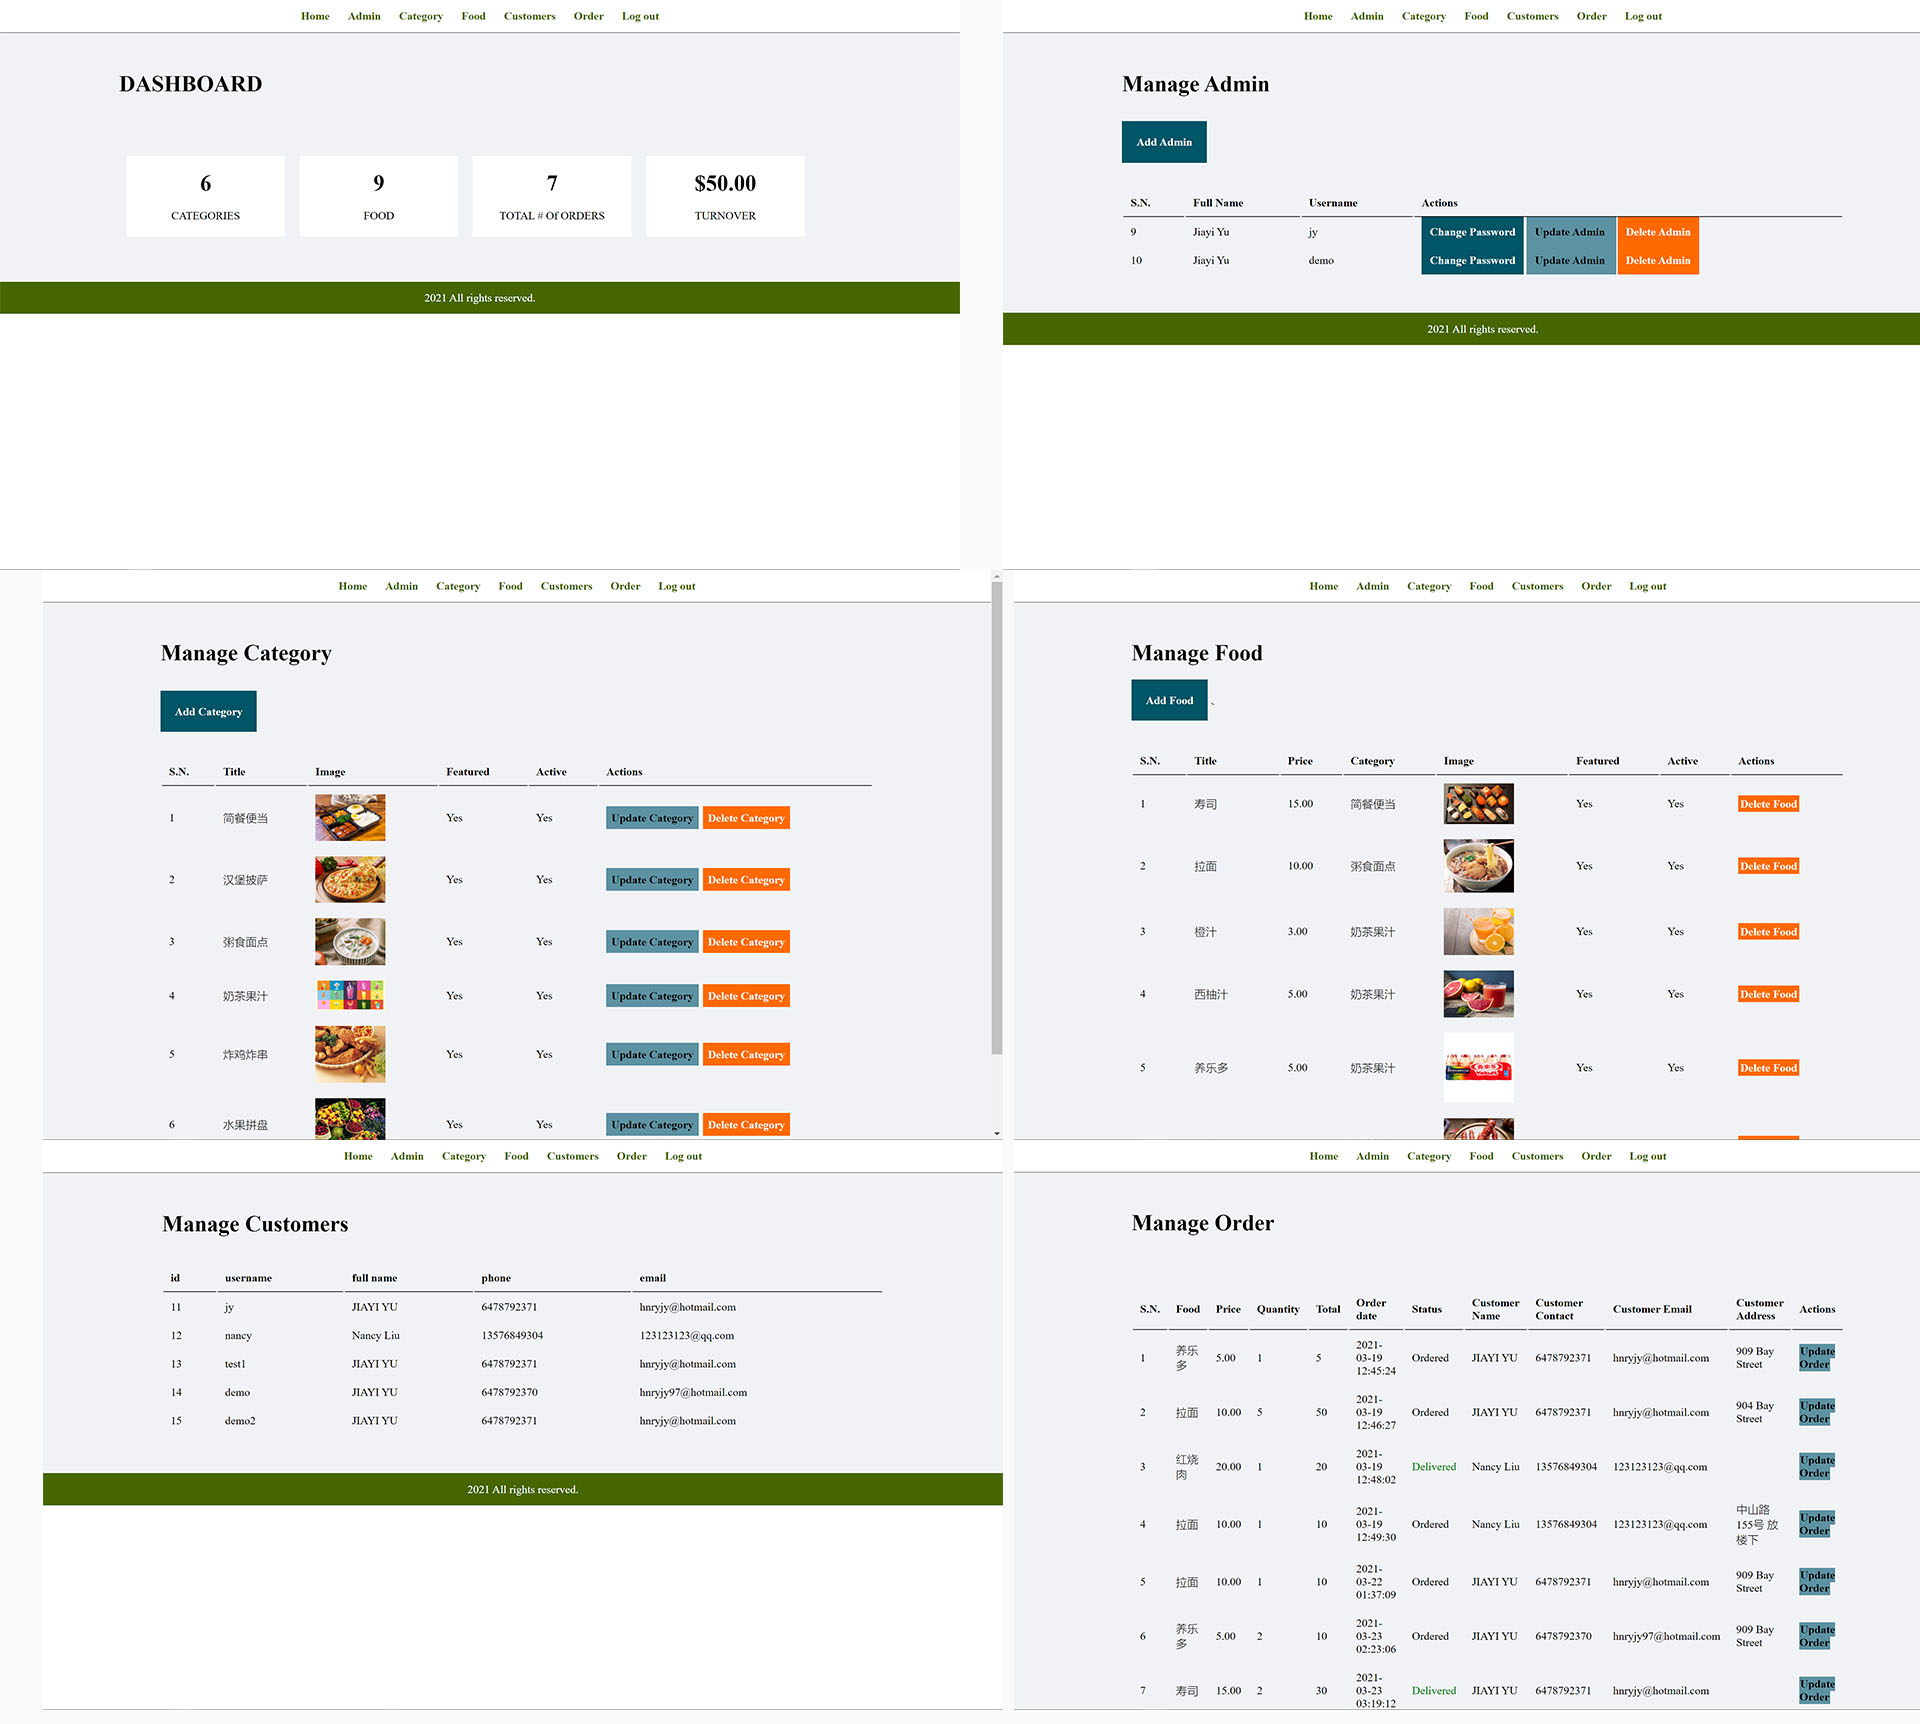 Home Admin Category Food Customers Order Log out
DASHBOARD
6
CATEGORIES
9
FOOD
7
TOTAL # Of ORDERS
$50.00
TURNOVER
2021 All rights reserved.
Home Admin Category Food Customers Order Log out
Manage Admin
Add Admin
S.N. Full Name Username Actions
9 Jiayi Yu jy Change Password Update Admin Delete Admin
10 Jiayi Yu demo Change Password Update Admin Delete Admin
2021 All rights reserved.
Home Admin Category Food Customers Order Log out
Manage Category
Add Category
S.N. Title Image Featured Active Actions
1 简餐便当 Yes Yes Update Category Delete Category
2 汉堡披萨 Yes Yes Update Category Delete Category
3 粥食面点 Yes Yes Update Category Delete Category
4 奶茶果汁 Yes Yes Update Category Delete Category
5 炸鸡炸串 Yes Yes Update Category Delete Category
6 水果拼盘 Yes Yes Update Category Delete Category
Home Admin Category Food Customers Order Log out
Manage Food
Add Food 、
S.N. Title Price Category Image Featured Active Actions
1 寿司 15.00 简餐便当 Yes Yes Delete Food
2 拉面 10.00 粥食面点 Yes Yes Delete Food
3 橙汁 3.00 奶茶果汁 Yes Yes Delete Food
4 西柚汁 5.00 奶茶果汁 Yes Yes Delete Food
5 养乐多 5.00 奶茶果汁 Yes Yes Delete Food
Home Admin Category Food Customers Order Log out
Manage Customers
id username full name phone email
11 jy JIAYI YU 6478792371 hnryjy@hotmail.com
12 nancy Nancy Liu 13576849304 123123123@qq.com
13 test1 JIAYI YU 6478792371 hnryjy@hotmail.com
14 demo JIAYI YU 6478792370 hnryjy97@hotmail.com
15 demo2 JIAYI YU 6478792371 hnryjy@hotmail.com
2021 All rights reserved.
Home Admin Category Food Customers Order Log out
Manage Order
S.N. Food Price Quantity Total Order date Status Customer Name Customer Contact Customer Email Customer Address Actions
1 养乐多 5.00 1 5 2021-03-19 12:45:24 Ordered JIAYI YU 6478792371 hnryjy@hotmail.com 909 Bay Street Update Order
2 拉面 10.00 5 50 2021-03-19 12:46:27 Ordered JIAYI YU 6478792371 hnryjy@hotmail.com 904 Bay Street Update Order
3 红烧肉 20.00 1 20 2021-03-19 12:48:02 Delivered Nancy Liu 13576849304 123123123@qq.com Update Order
4 拉面 10.00 1 10 2021-03-19 12:49:30 Ordered Nancy Liu 13576849304 123123123@qq.com 中山路155号 放楼下 Update Order
5 拉面 10.00 1 10 2021-03-22 01:37:09 Ordered JIAYI YU 6478792371 hnryjy@hotmail.com 909 Bay Street Update Order
6 养乐多 5.00 2 10 2021-03-23 02:23:06 Ordered JIAYI YU 6478792370 hnryjy97@hotmail.com 909 Bay Street Update Order
7 寿司 15.00 2 30 2021-03-23 03:19:12 Delivered JIAYI YU 6478792371 hnryjy@hotmail.com Update Order